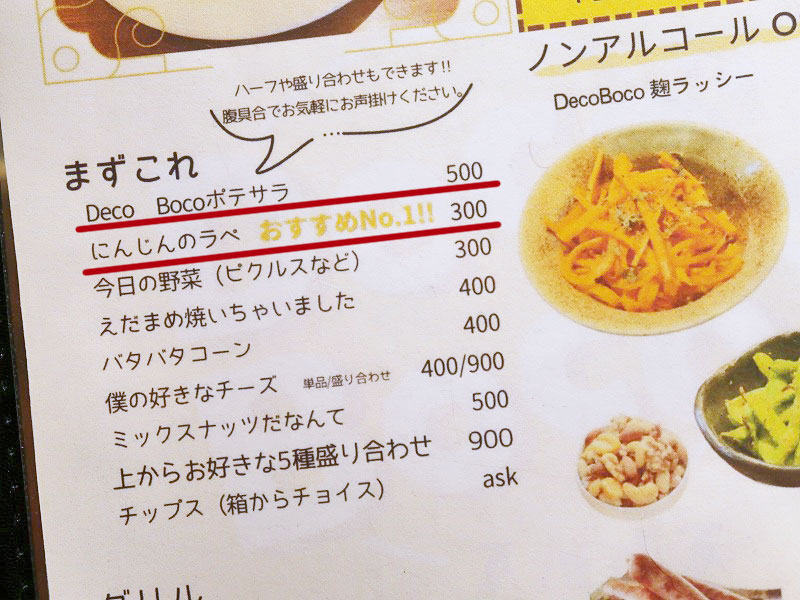 ハーフや盛り合わせもできます!!
腹具合でお気軽にお声掛けください。
…
まずこれ
Deco Bocoポテサラ 500
にんじんのラペ おすすめNo.1!! 300
今日の野菜（ピクルスなど） 300
えだまめ焼いちゃいました 400
バタバタコーン 400
僕の好きなチーズ 単品/盛り合わせ 400/900
ミックスナッツだなんて 500
上からお好きな5種盛り合わせ 900
チップス（箱からチョイス） ask
グリル
ノンアルコール
DecoBoco 麹ラッシー